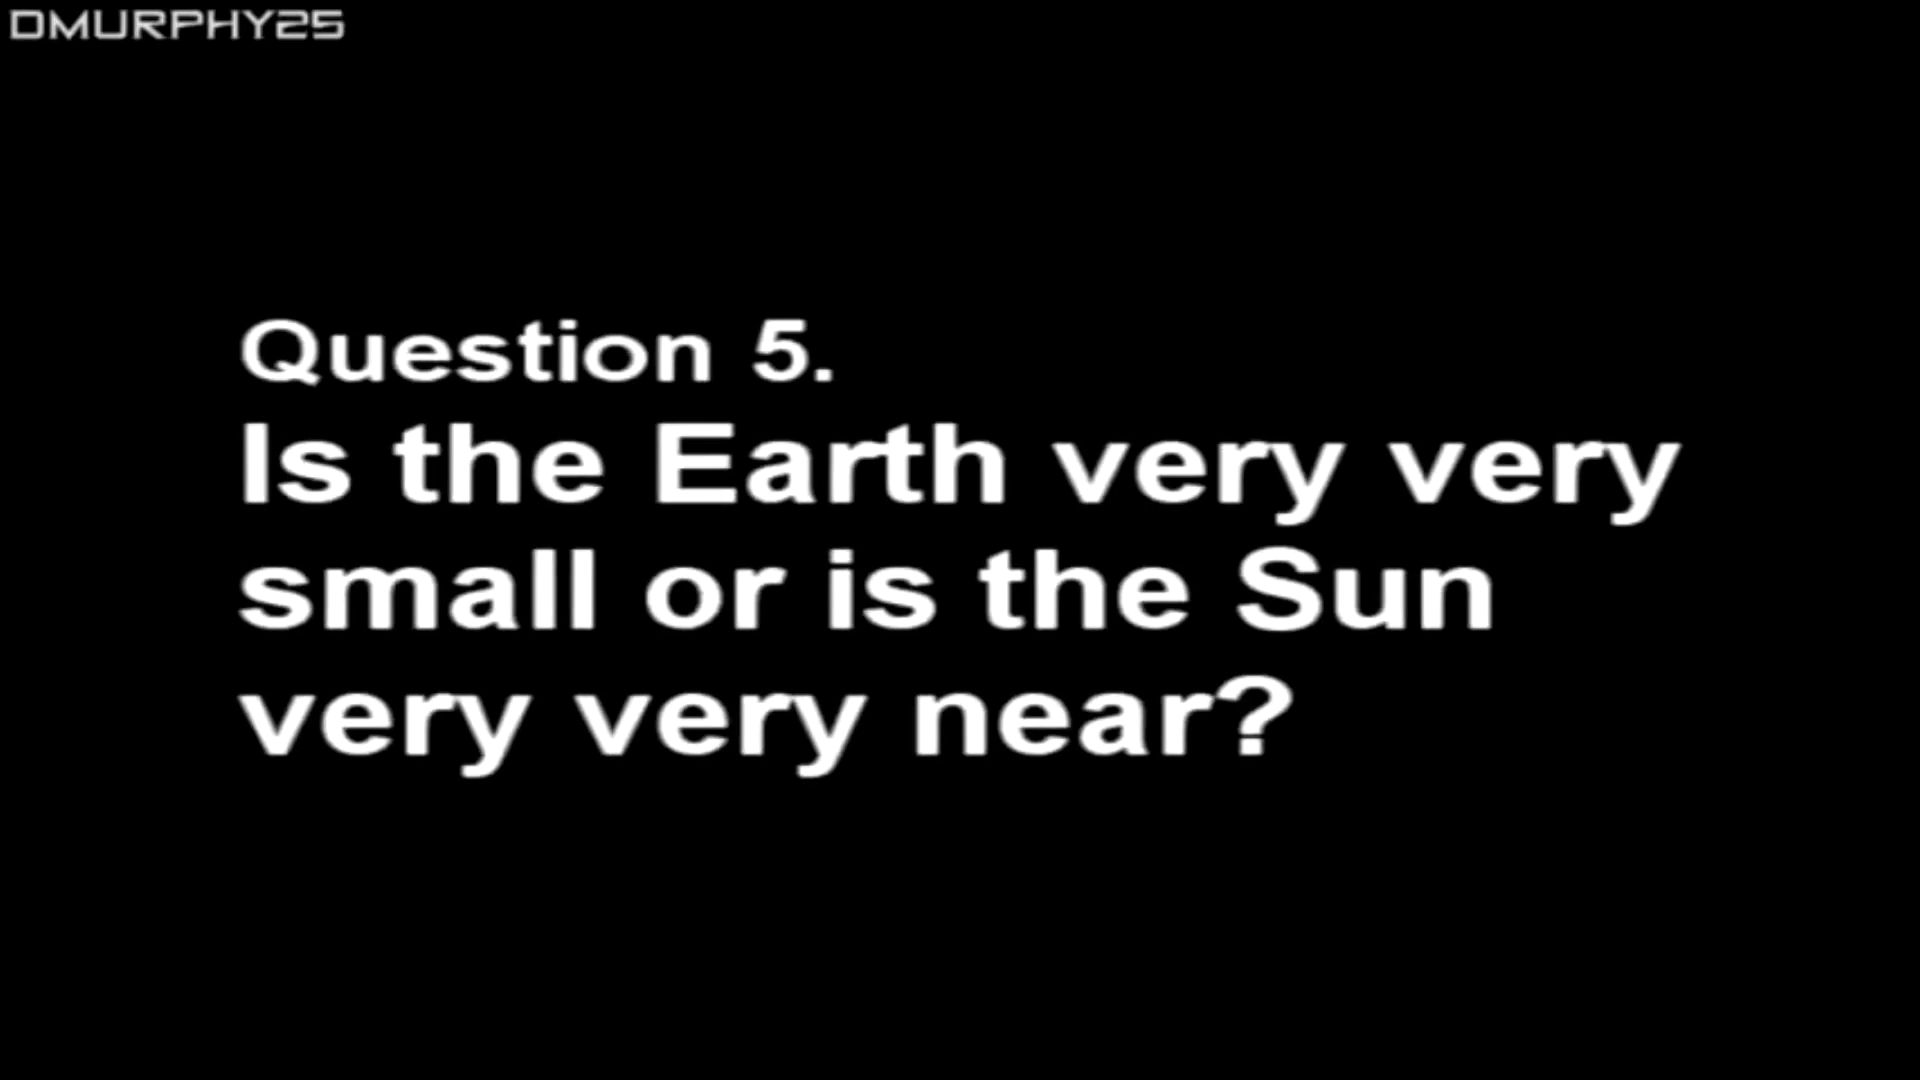 DMURPHY25
Question 5.
Is the Earth very very
small or is the Sun
very very near?